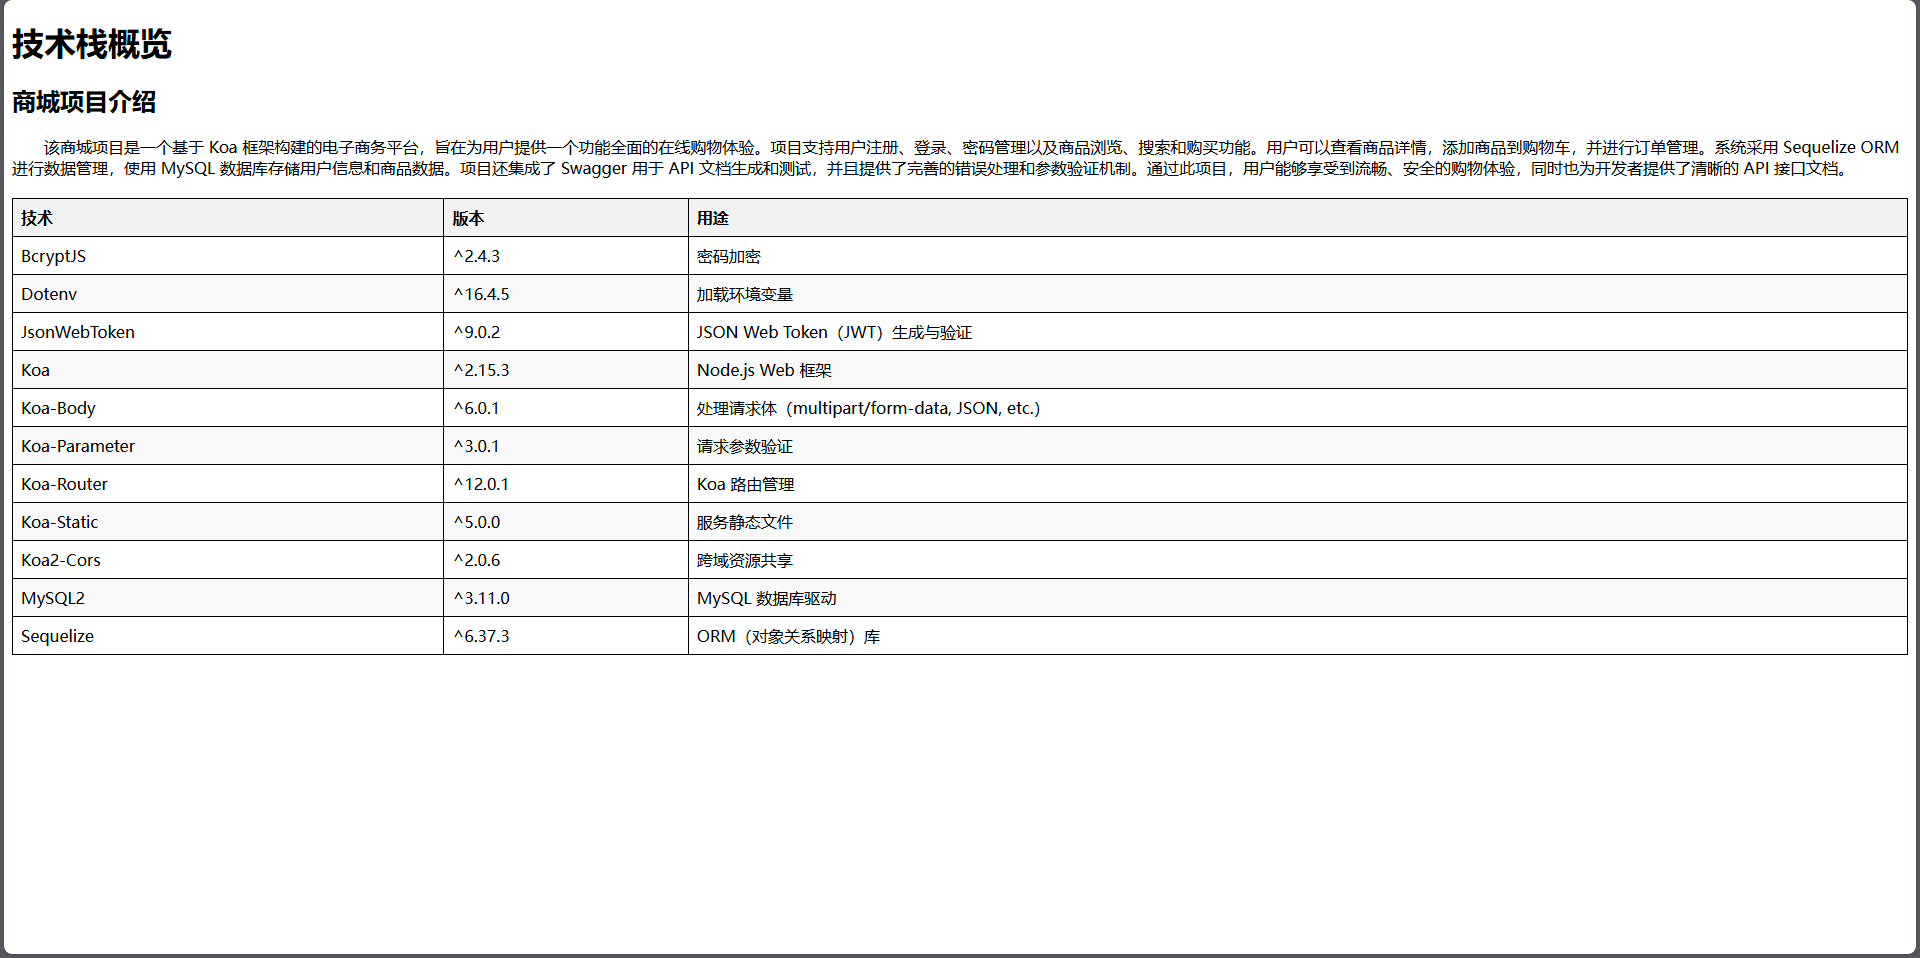 技术栈概览
商城项目介绍
该商城项目是一个基于 Koa 框架构建的电子商务平台，旨在为用户提供一个功能全面的在线购物体验。项目支持用户注册、登录、密码管理以及商品浏览、搜索和购买功能。用户可以查看商品详情，添加商品到购物车，并进行订单管理。系统采用 Sequelize ORM
进行数据管理，使用 MySQL 数据库存储用户信息和商品数据。项目还集成了 Swagger 用于 API 文档生成和测试，并且提供了完善的错误处理和参数验证机制。通过此项目，用户能够享受到流畅、安全的购物体验，同时也为开发者提供了清晰的 API 接口文档。
技术 版本 用途
BcryptJS ^2.4.3 密码加密
Dotenv ^16.4.5 加载环境变量
JsonWebToken ^9.0.2 JSON Web Token（JWT）生成与验证
Koa ^2.15.3 Node.js Web 框架
Koa-Body ^6.0.1 处理请求体（multipart/form-data, JSON, etc.）
Koa-Parameter ^3.0.1 请求参数验证
Koa-Router ^12.0.1 Koa 路由管理
Koa-Static ^5.0.0 服务静态文件
Koa2-Cors ^2.0.6 跨域资源共享
MySQL2 ^3.11.0 MySQL 数据库驱动
Sequelize ^6.37.3 ORM（对象关系映射）库